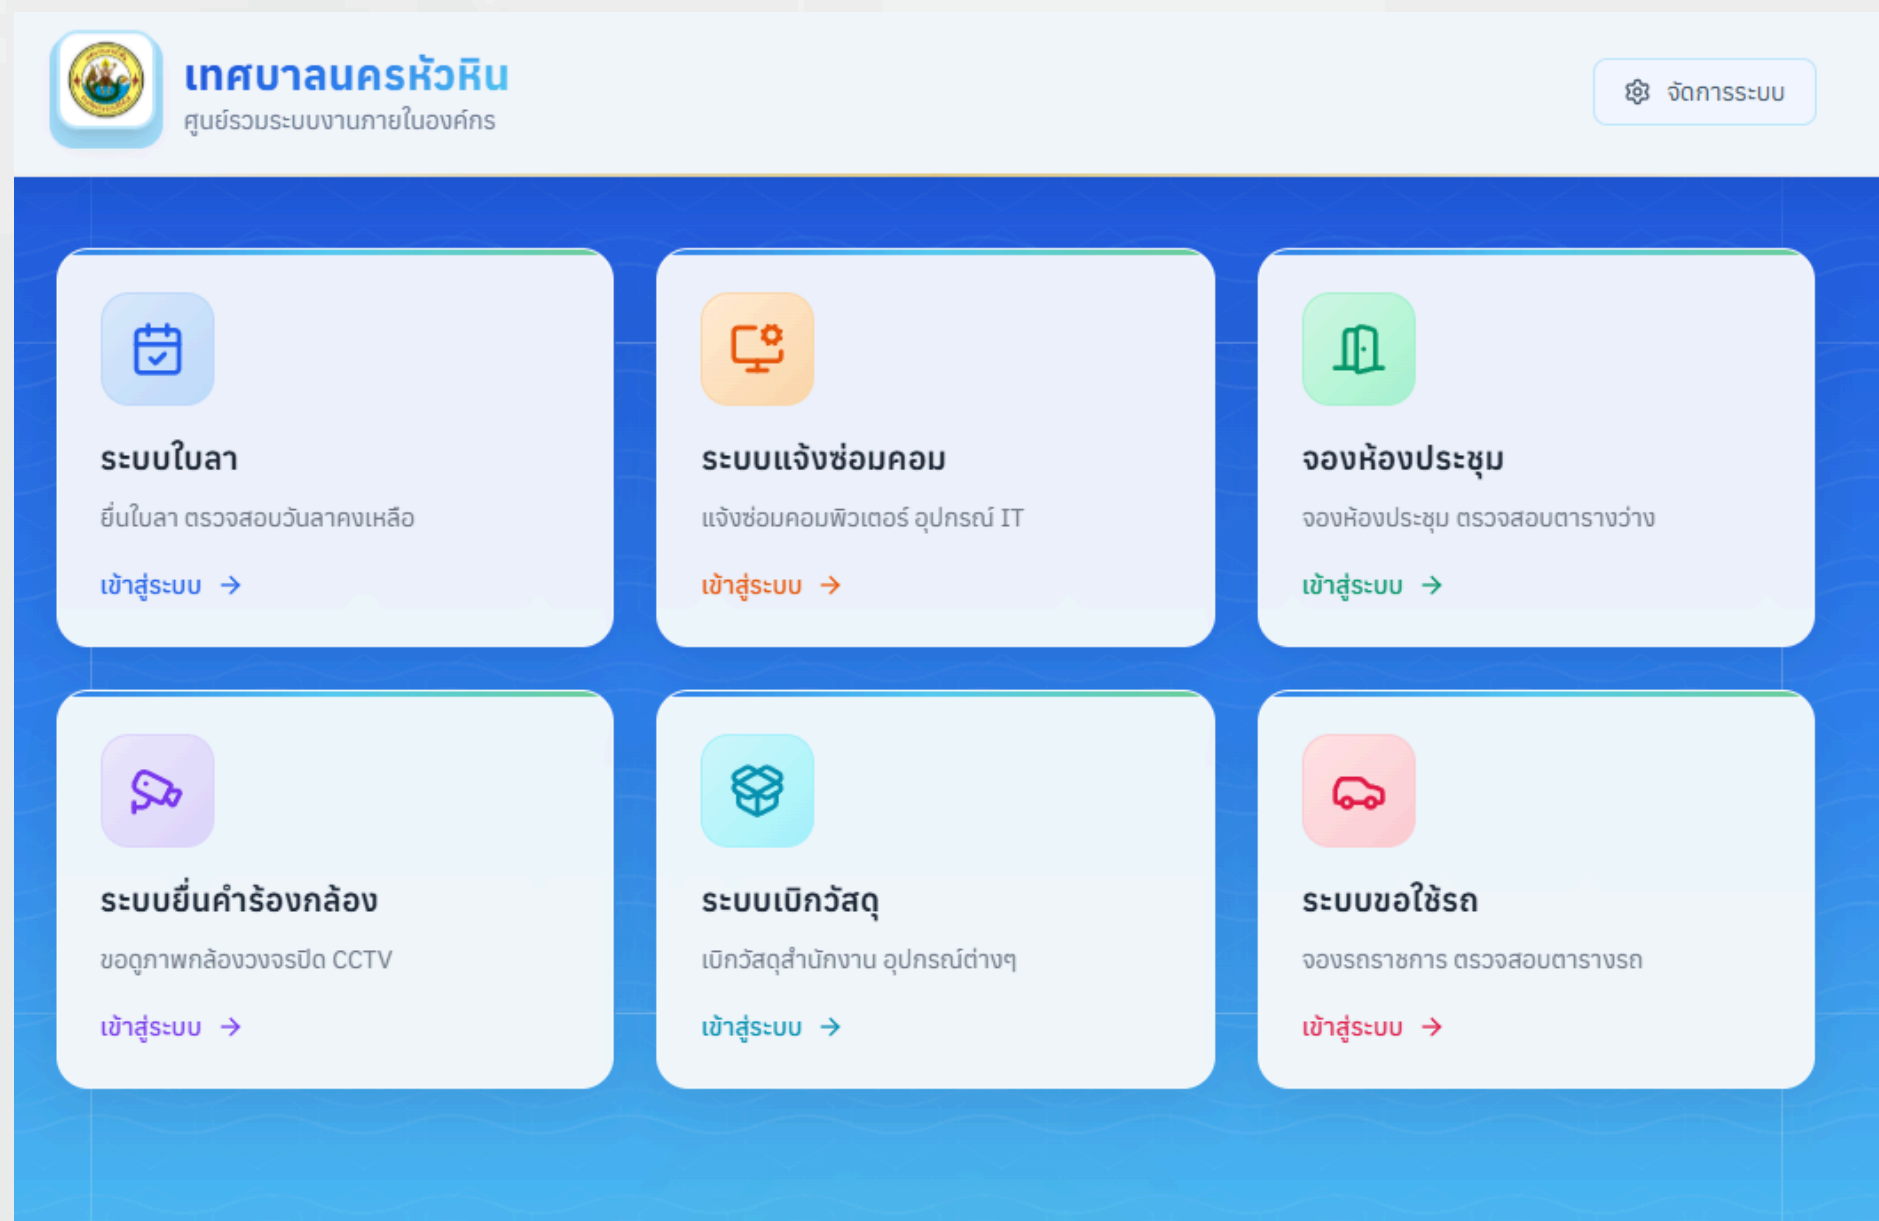 เทศบาลนครหัวหิน
ศูนย์รวมระบบงานภายในองค์กร
จัดการระบบ
ระบบใบลา
ยื่นใบลา ตรวจสอบวันลาคงเหลือ
เข้าสู่ระบบ →
ระบบแจ้งซ่อมคอม
แจ้งซ่อมคอมพิวเตอร์ อุปกรณ์ IT
เข้าสู่ระบบ →
จองห้องประชุม
จองห้องประชุม ตรวจสอบตารางว่าง
เข้าสู่ระบบ →
ระบบยื่นคำร้องกล้อง
ขอดูภาพกล้องวงจรปิด CCTV
เข้าสู่ระบบ →
ระบบเบิกวัสดุ
เบิกวัสดุสำนักงาน อุปกรณ์ต่างๆ
เข้าสู่ระบบ →
ระบบขอใช้รถ
จองรถราชการ ตรวจสอบตารางรถ
เข้าสู่ระบบ →